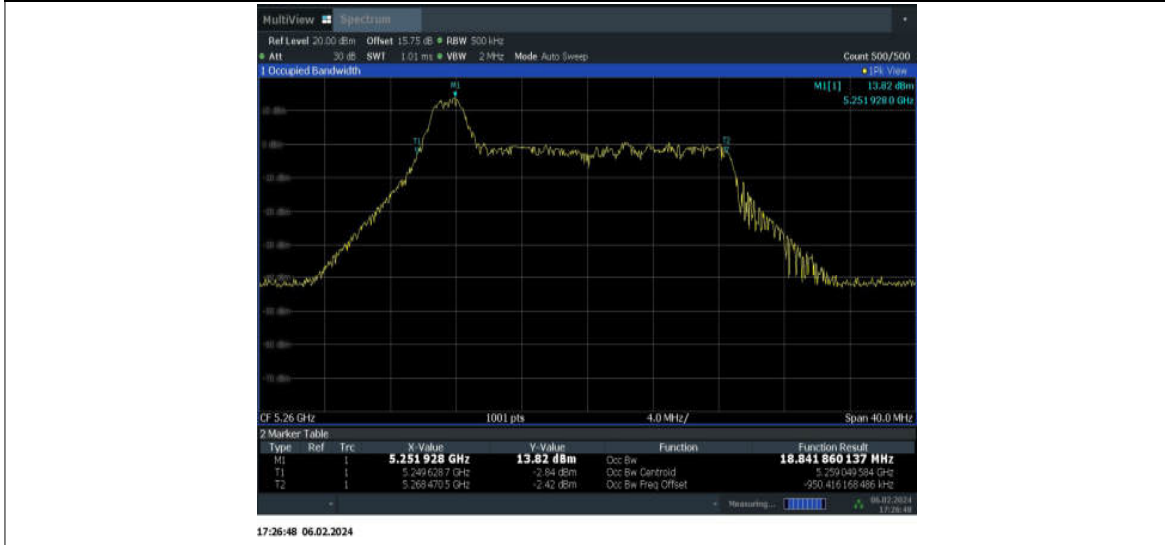 MultiView Spectrum
Ref Level 20.00 dBm Offset 15.75 dB RBW 500 kHz
Att 30 dB SWT 1.01 ms VBW 2 MHz Mode Auto Sweep Count 500/500
1 Occupied Bandwidth 1Pk View
M1[1] 13.82 dBm
5.251 928 0 GHz
M1
T1
T2
CF 5.26 GHz 1001 pts 4.0 MHz/ Span 40.0 MHz
2 Marker Table
Type Ref Trc X-Value Y-Value Function Function Result
M1 1 5.251 928 GHz 13.82 dBm Occ Bw 18.841 860 137 MHz
T1 1 5.249 628 7 GHz -2.84 dBm Occ Bw Centroid 5.259 049 584 GHz
T2 1 5.268 470 5 GHz -2.42 dBm Occ Bw Freq Offset -950.416 168 486 kHz
Measuring... 06.02.2024
17:26:48
17:26:48 06.02.2024